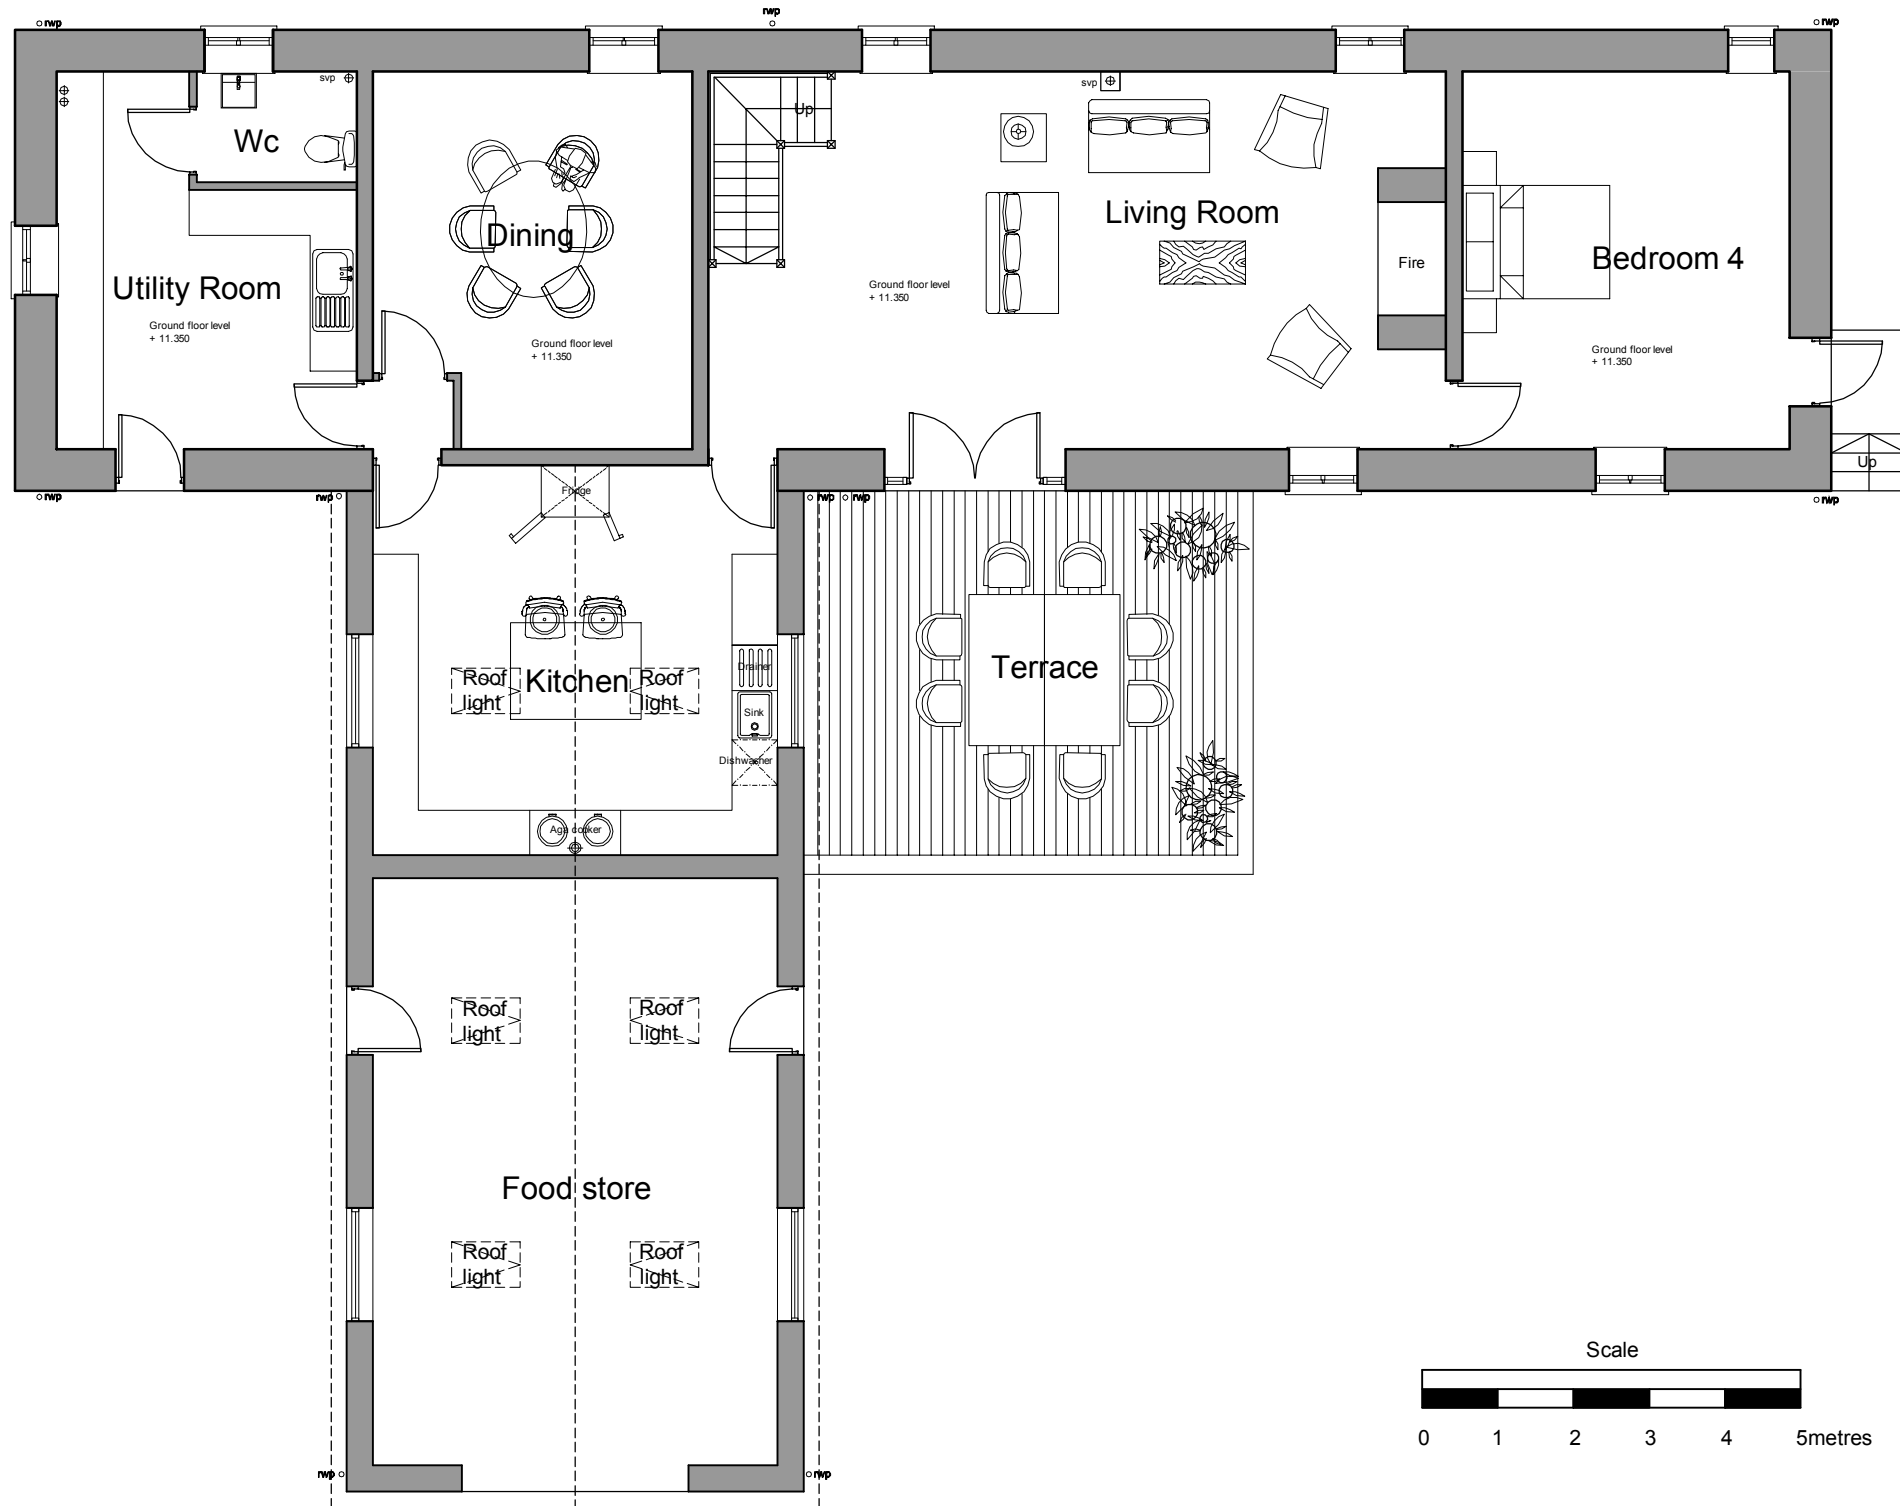 rwp
rwp
rwp
svp
svp
Up
Wc
Dining
Living Room
Utility Room
Fire
Bedroom 4
Ground floor level
+ 11.350
Ground floor level
+ 11.350
Ground floor level
+ 11.350
Ground floor level
+ 11.350
Up
rwp
rwp
rwp
rwp
rwp
Fridge
Roof
light
Kitchen
Roof
light
Drainer
Sink
Dishwasher
Terrace
Aga cooker
Roof
light
Roof
light
Food store
Roof
light
Roof
light
Scale
0 1 2 3 4 5metres
rwp
rwp